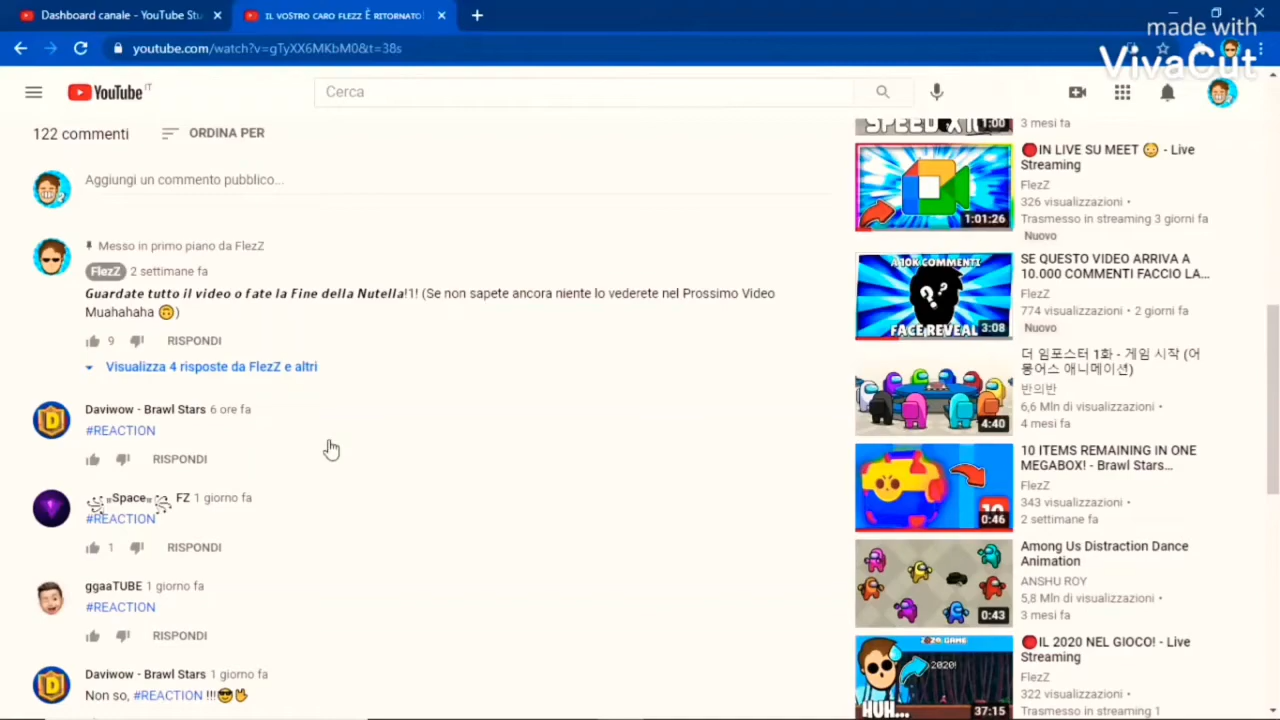 Dashboard canale - YouTube Stu
IL VOSTRO CARO FLEZZ È RITORNATO!
made with
VivaCut
youtube.com/watch?v=gTyXX6MKbM0&t=38s
YouTube IT
Cerca
122 commenti
ORDINA PER
Aggiungi un commento pubblico...
Messo in primo piano da FlezZ
FlezZ 2 settimane fa
Guardate tutto il video o fate la Fine della Nutella!1! (Se non sapete ancora niente lo vederete nel Prossimo Video
Muahahaha 🙃)
9 RISPONDI
Visualizza 4 risposte da FlezZ e altri
Daviwow - Brawl Stars 6 ore fa
#REACTION
RISPONDI
Space FZ 1 giorno fa
#REACTION
1 RISPONDI
ggaaTUBE 1 giorno fa
#REACTION
RISPONDI
Daviwow - Brawl Stars 1 giorno fa
Non so, #REACTION !!!😎🤟
1:00
3 mesi fa
1:01:26
🔴IN LIVE SU MEET 😳 - Live
Streaming
FlezZ
326 visualizzazioni •
Trasmesso in streaming 3 giorni fa
Nuovo
A 10K COMMENTI
FACE REVEAL
3:08
SE QUESTO VIDEO ARRIVA A
10.000 COMMENTI FACCIO LA...
FlezZ
774 visualizzazioni • 2 giorni fa
Nuovo
4:40
더 임포스터 1화 - 게임 시작 (어
몽어스 애니메이션)
반의반
6,6 Mln di visualizzazioni •
4 mesi fa
0:46
10 ITEMS REMAINING IN ONE
MEGABOX! - Brawl Stars...
FlezZ
343 visualizzazioni •
2 settimane fa
0:43
Among Us Distraction Dance
Animation
ANSHU ROY
5,8 Mln di visualizzazioni •
3 mesi fa
2020 GAME
2020!
HUH...
37:15
🔴IL 2020 NEL GIOCO! - Live
Streaming
FlezZ
322 visualizzazioni •
Trasmesso in streaming 1